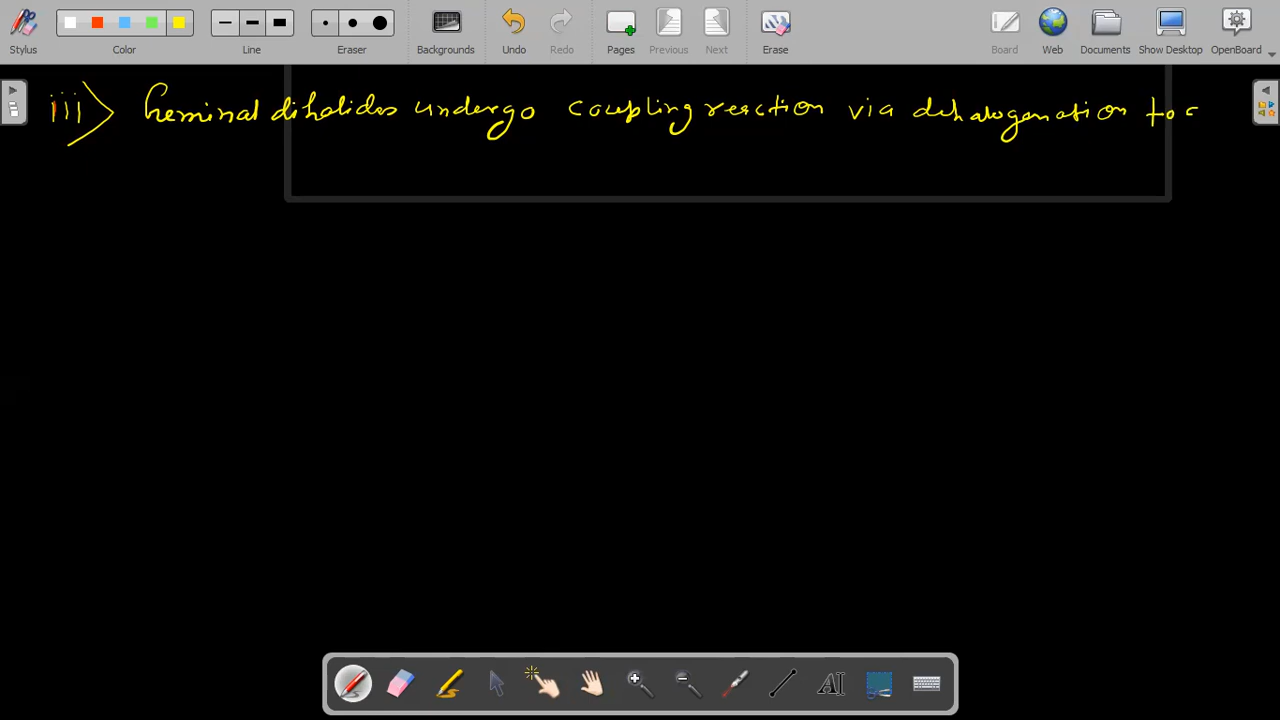 Stylus Color Line Eraser Backgrounds Undo Redo Pages Previous Next Erase Board Web Documents Show Desktop OpenBoard
iii) Geminal dihalides undergo coupling reaction via dehalogenation to